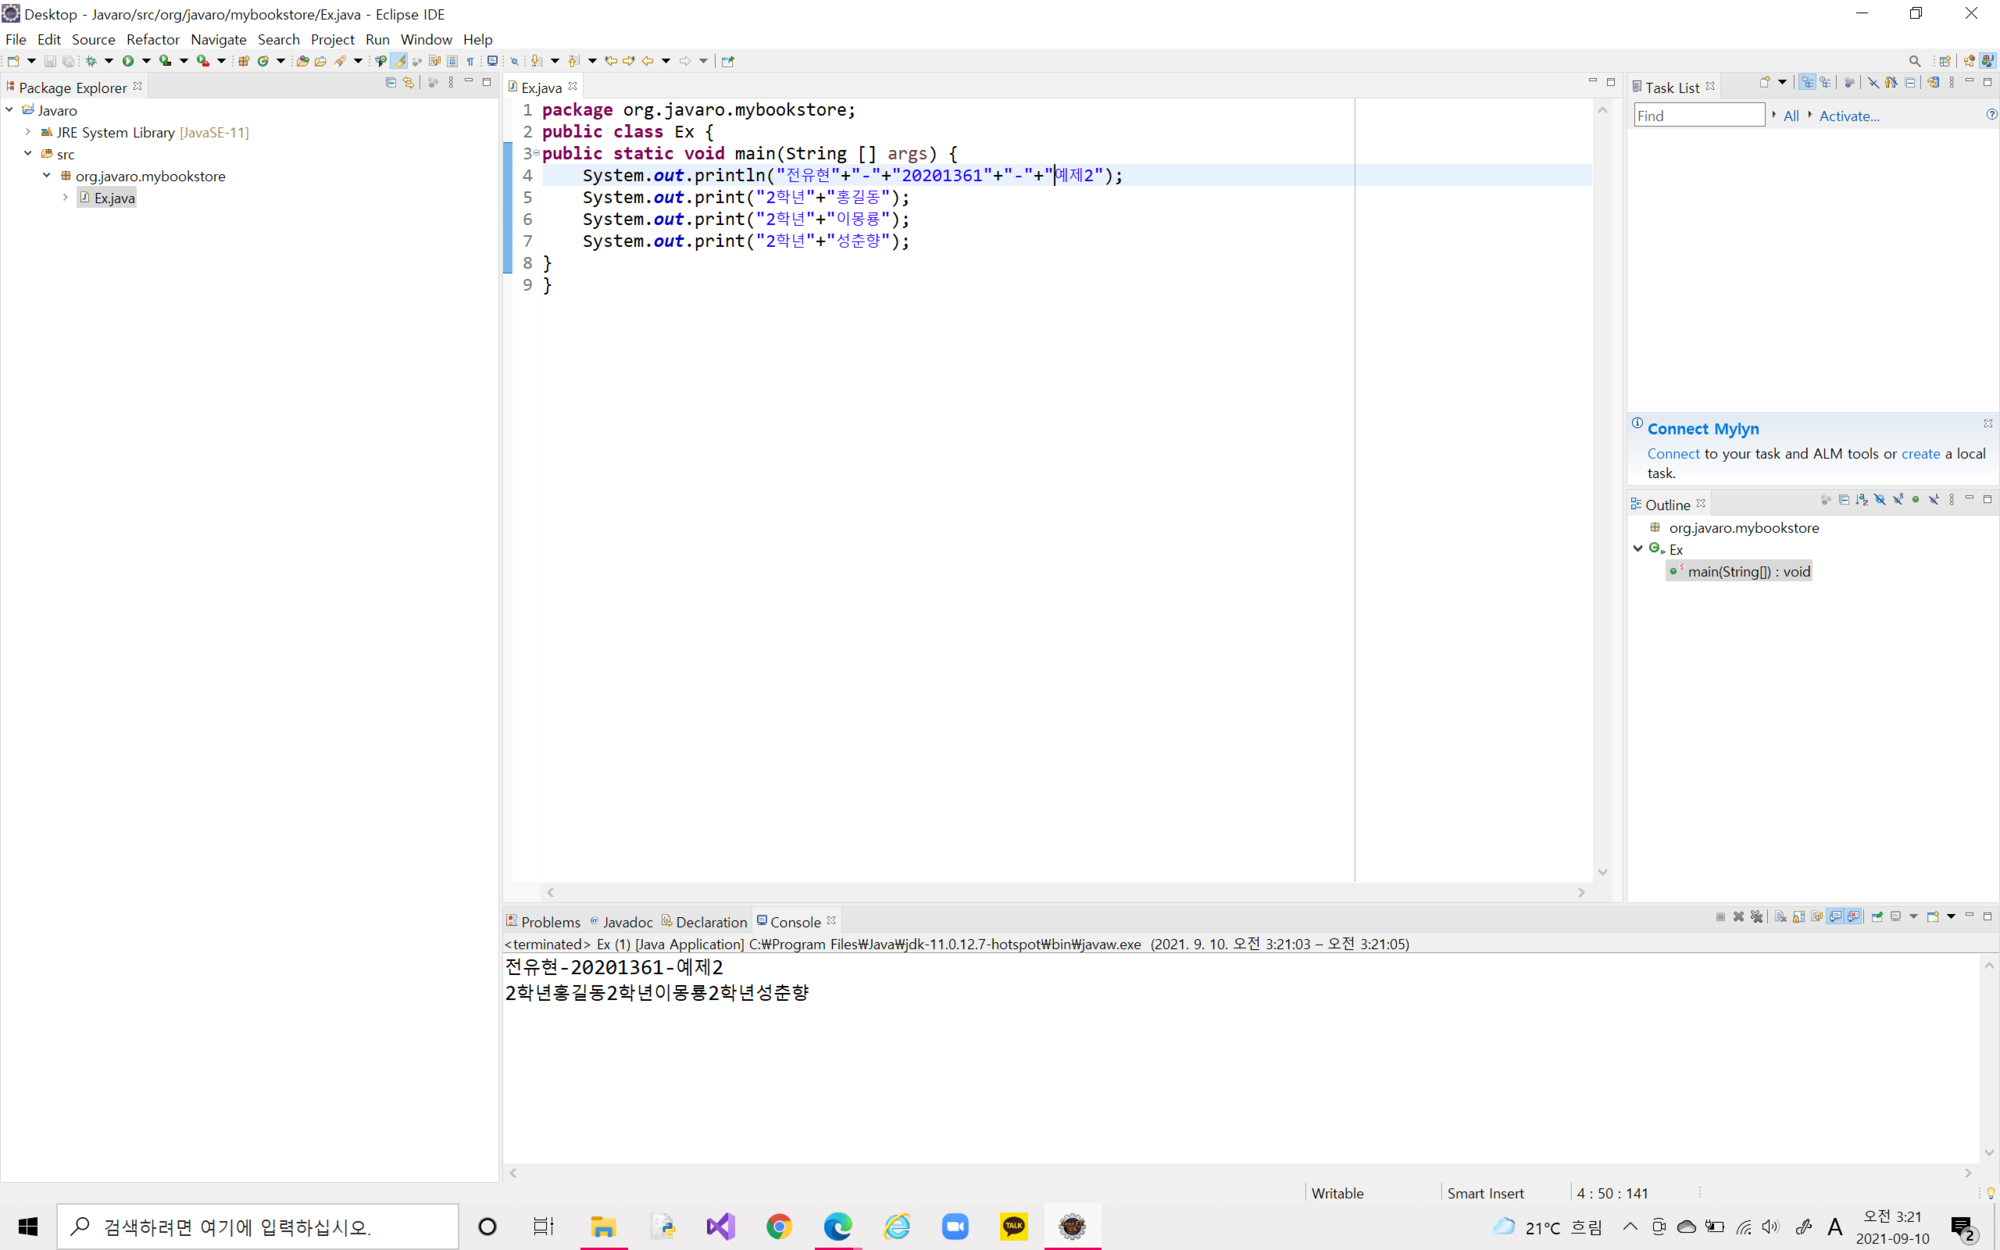 Desktop - Javaro/src/org/javaro/mybookstore/Ex.java - Eclipse IDE
File Edit Source Refactor Navigate Search Project Run Window Help
Package Explorer
Javaro
JRE System Library [JavaSE-11]
src
org.javaro.mybookstore
Ex.java
Ex.java
1 package org.javaro.mybookstore;
2 public class Ex {
3 public static void main(String [] args) {
4 System.out.println("전유현"+"-"+"20201361"+"-"+"예제2");
5 System.out.print("2학년"+"홍길동");
6 System.out.print("2학년"+"이몽룡");
7 System.out.print("2학년"+"성춘향");
8 }
9 }
Task List
Find All Activate...
Connect Mylyn
Connect to your task and ALM tools or create a local
task.
Outline
org.javaro.mybookstore
Ex
main(String[]) : void
Problems Javadoc Declaration Console
<terminated> Ex (1) [Java Application] C:₩Program Files₩Java₩jdk-11.0.12.7-hotspot₩bin₩javaw.exe (2021. 9. 10. 오전 3:21:03 – 오전 3:21:05)
전유현-20201361-예제2
2학년홍길동2학년이몽룡2학년성춘향
Writable Smart Insert 4 : 50 : 141
검색하려면 여기에 입력하십시오.
TALK
21℃ 흐림
A
오전 3:21
2021-09-10
2